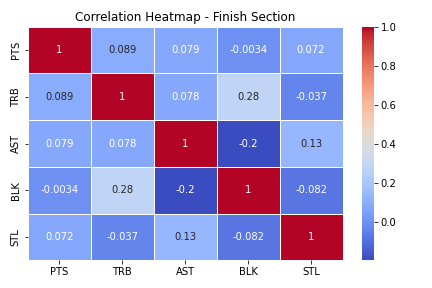 Correlation Heatmap - Finish Section
PTS 1 0.089 0.079 -0.0034 0.072
TRB 0.089 1 0.078 0.28 -0.037
AST 0.079 0.078 1 -0.2 0.13
BLK -0.0034 0.28 -0.2 1 -0.082
STL 0.072 -0.037 0.13 -0.082 1
PTS TRB AST BLK STL
1.0
0.8
0.6
0.4
0.2
0.0